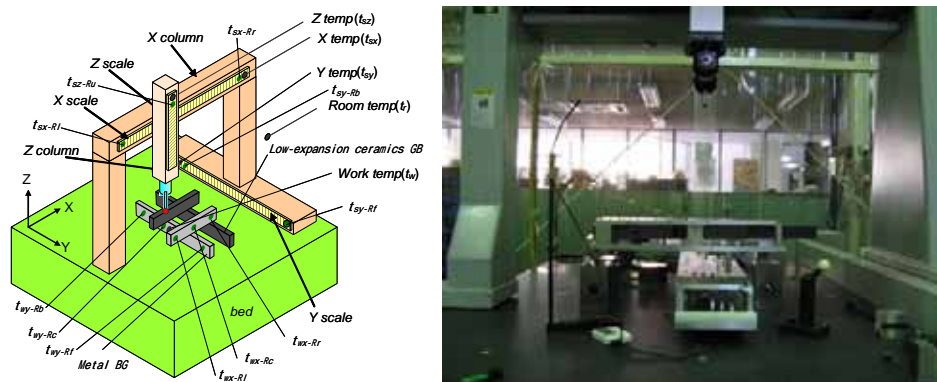 Z temp(tsz)
tsx-Rr
X column
X temp(tsx)
Z scale
Y temp(tsy)
tsz-Ru
tsy-Rb
X scale
Room temp(tr)
tsx-Rl
Low-expansion ceramics GB
Z column
Work temp(tw)
Z
X
Y
tsy-Rf
twy-Rb
bed
Y scale
twy-Rc
twy-Rf
twx-Rr
Metal BG
twx-Rc
twx-Rl